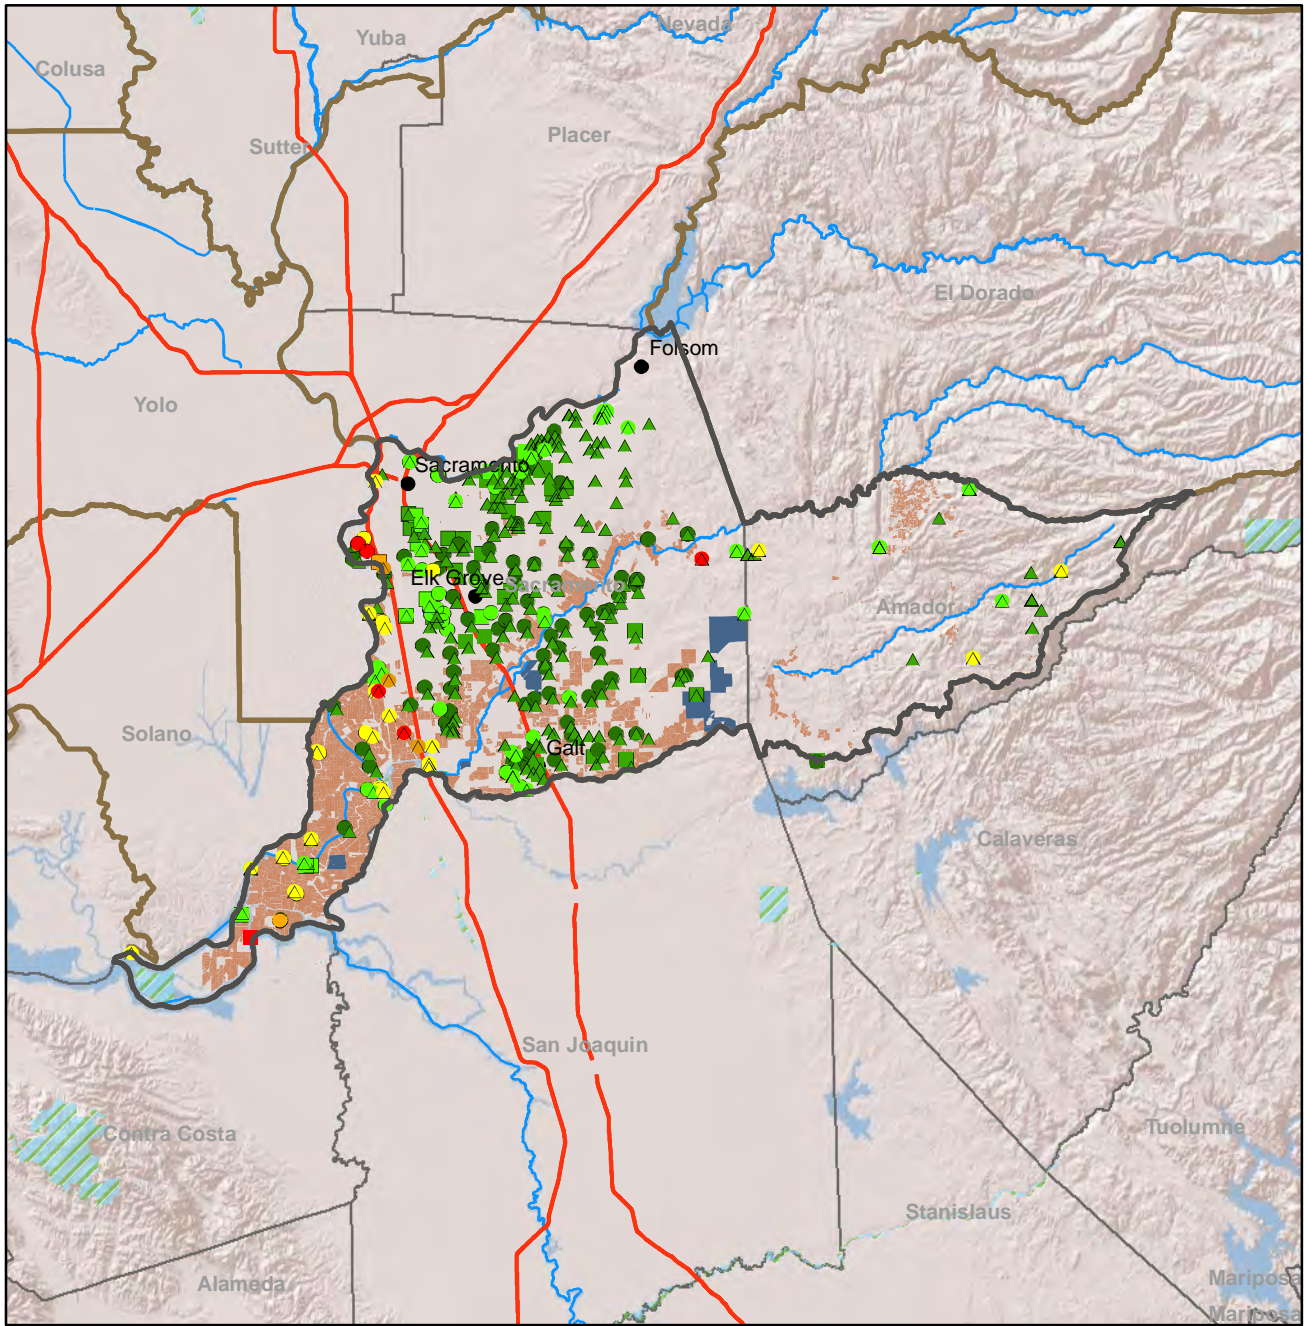 Nevada
Yuba
Colusa
Placer
Sutter
El Dorado
Folsom
Yolo
Sacramento
Elk Grove
Sacramento
Amador
Solano
Galt
Calaveras
San Joaquin
Contra Costa
Tuolumne
Stanislaus
Alameda
Mariposa
Mariposa